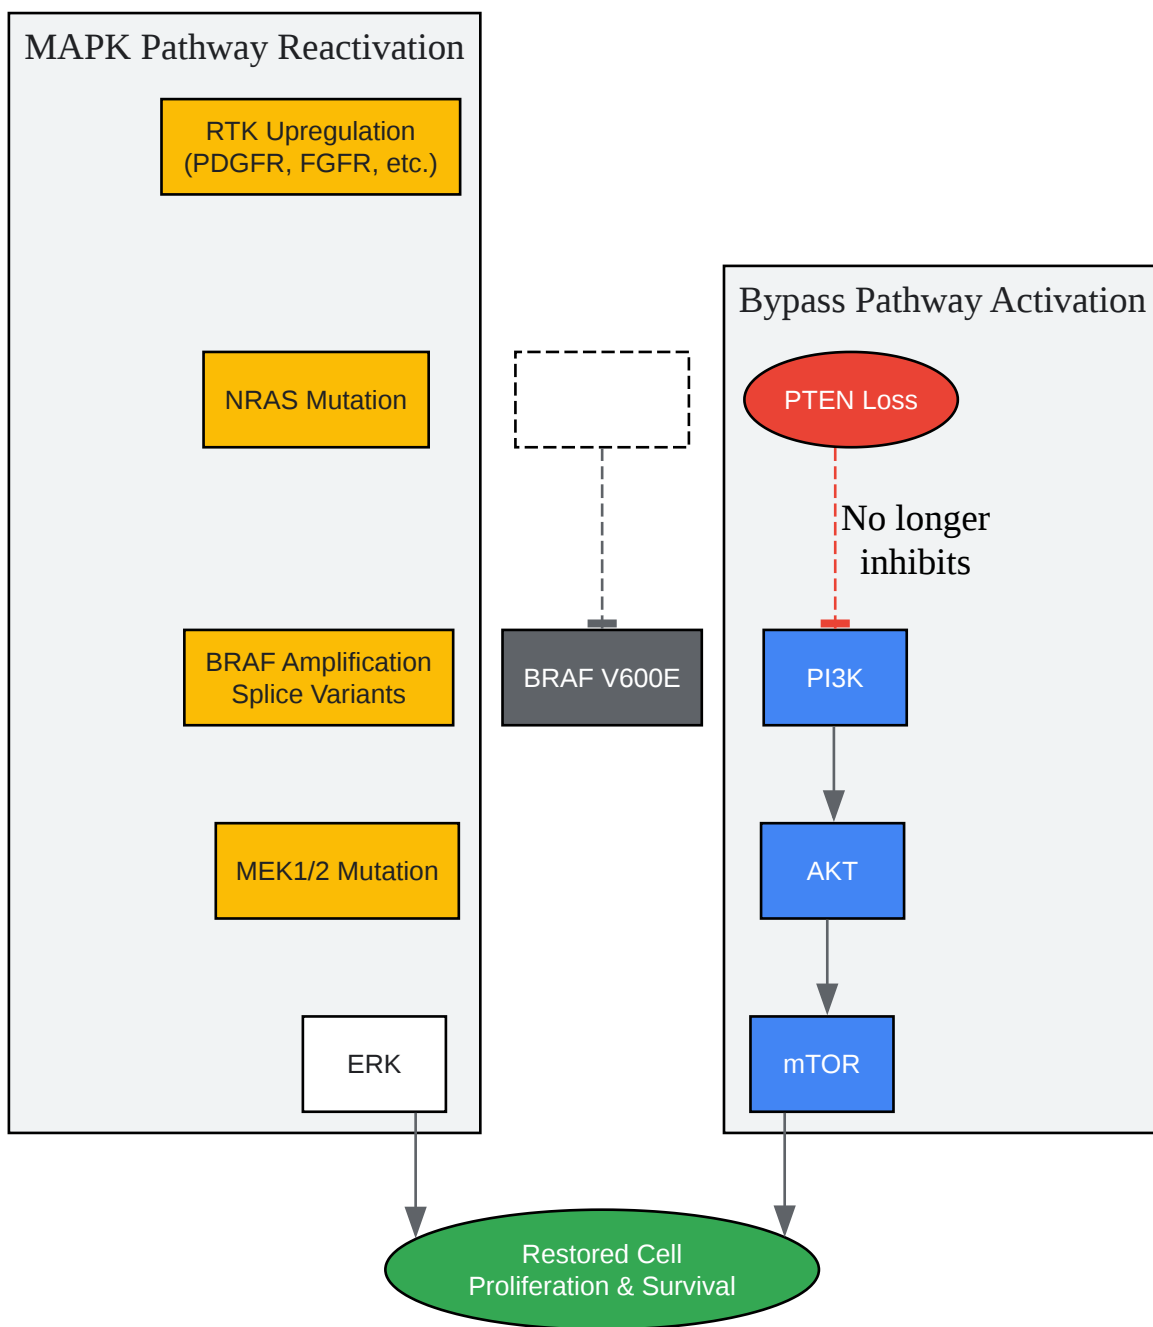 MAPK Pathway Reactivation
RTK Upregulation
(PDGFR, FGFR, etc.)
NRAS Mutation
BRAF Amplification
Splice Variants
MEK1/2 Mutation
ERK
BRAF V600E
Bypass Pathway Activation
PTEN Loss
No longer
inhibits
PI3K
AKT
mTOR
Restored Cell
Proliferation & Survival